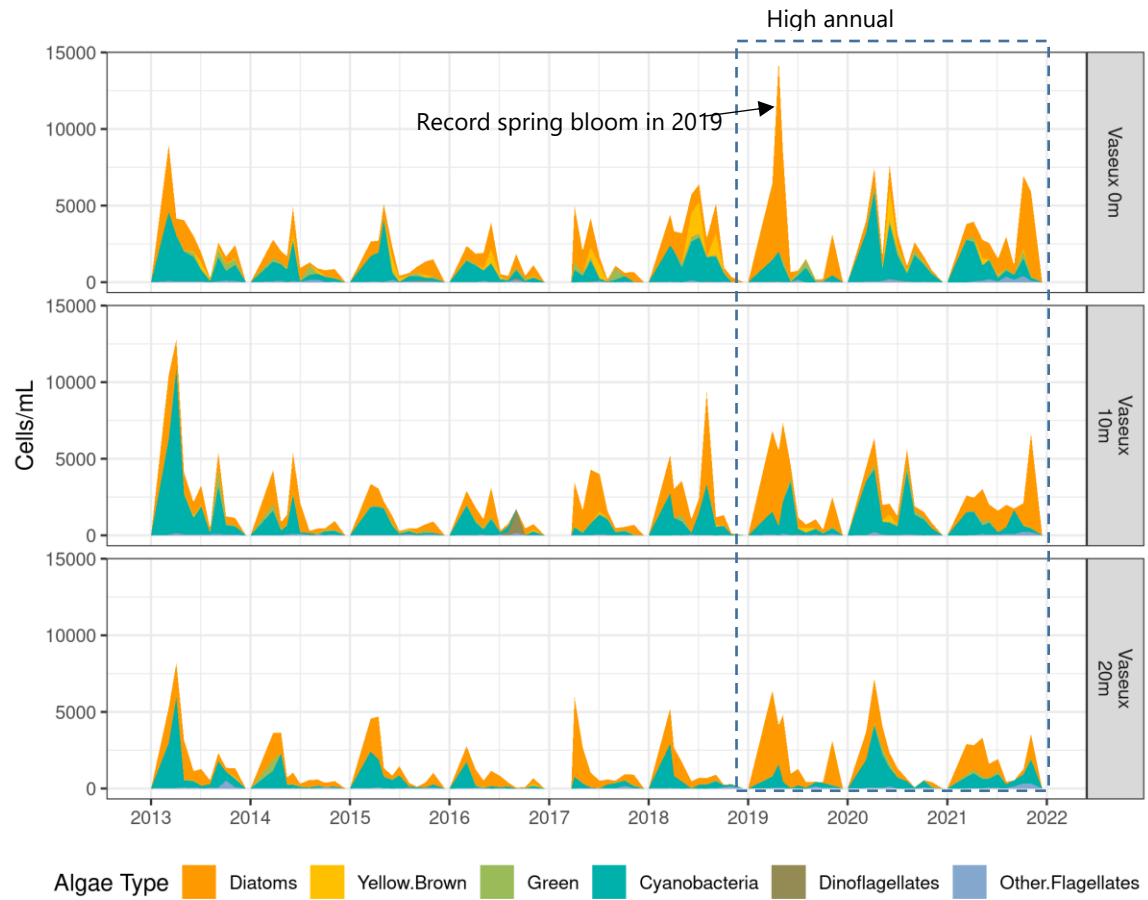 High annual
Record spring bloom in 2019
Cells/mL
15000
10000
5000
0
Vaseux 0m
15000
10000
5000
0
Vaseux
10m
15000
10000
5000
0
Vaseux
20m
2013 2014 2015 2016 2017 2018 2019 2020 2021 2022
Algae Type Diatoms Yellow.Brown Green Cyanobacteria Dinoflagellates Other.Flagellates